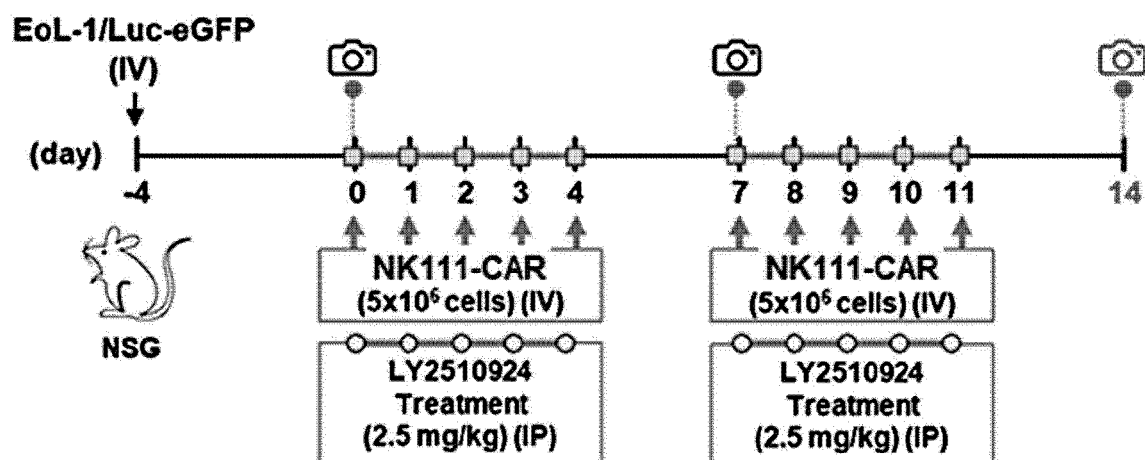 EoL-1/Luc-eGFP
(IV)
(day)
-4 0 1 2 3 4 7 8 9 10 11 14
NSG
NK111-CAR
(5x10⁶ cells) (IV)
LY2510924
Treatment
(2.5 mg/kg) (IP)
NK111-CAR
(5x10⁶ cells) (IV)
LY2510924
Treatment
(2.5 mg/kg) (IP)